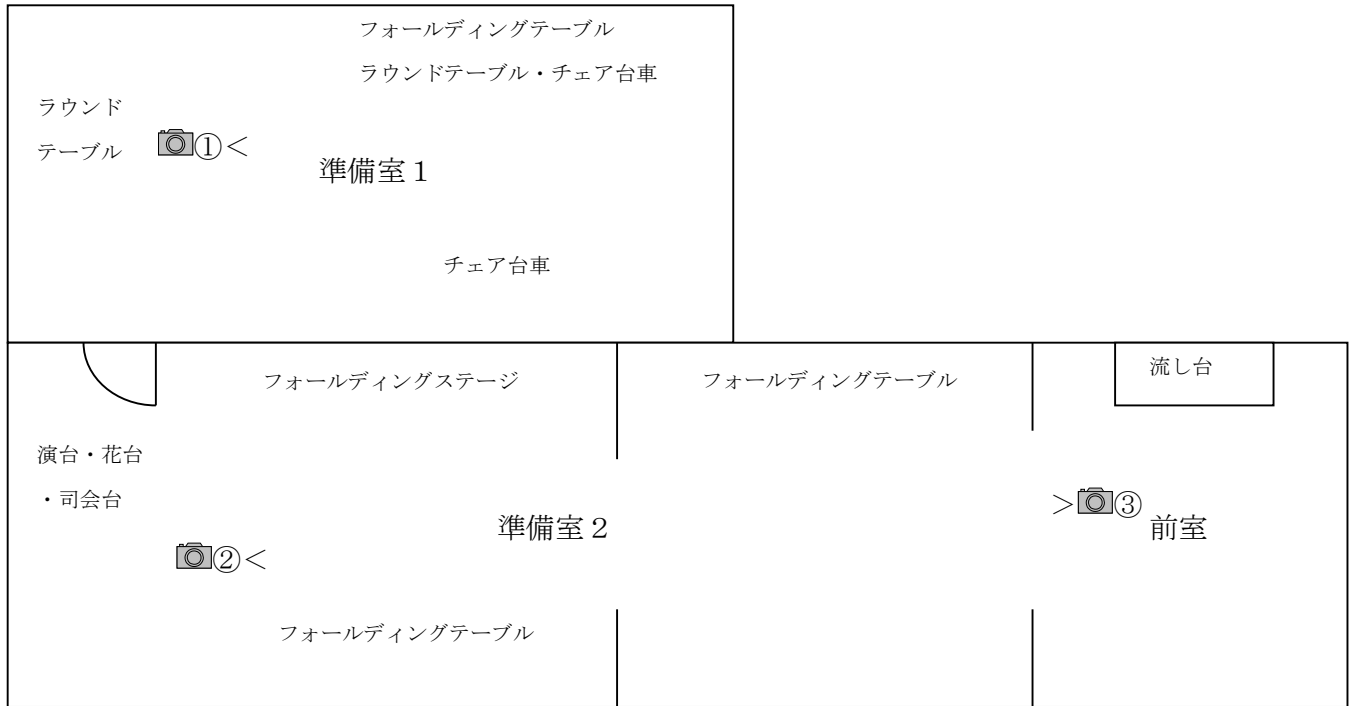 フォールディングテーブル
ラウンドテーブル・チェア台車
ラウンド
テーブル
①<
準備室1
チェア台車
フォールディングステージ
フォールディングテーブル
流し台
演台・花台
・司会台
>③
前室
準備室2
②<
フォールディングテーブル